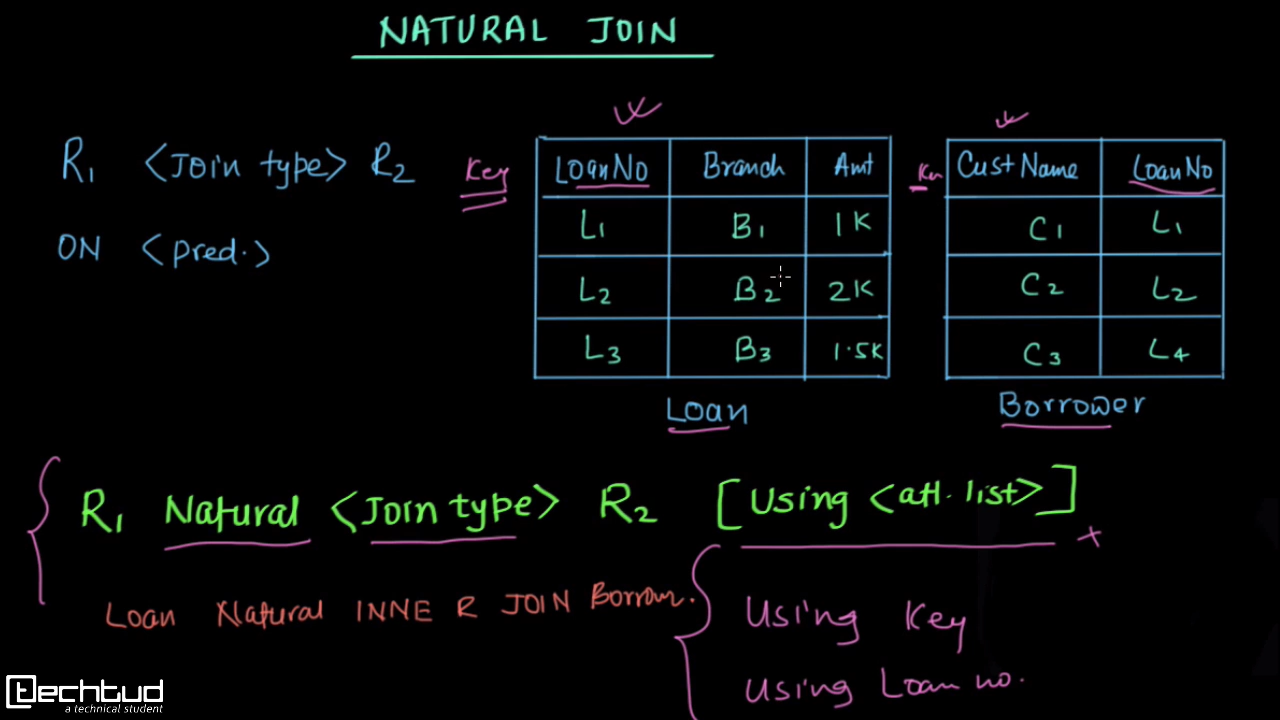 NATURAL JOIN
R1 <Join type> R2
ON <pred.>
Key
LoanNo Branch Amt
L1 B1 1K
L2 B2 2K
L3 B3 1.5K
Loan
CustName LoanNo
C1 L1
C2 L2
C3 L4
Borrower
R1 Natural <Join type> R2 [Using <att. list>]
Loan Natural INNER JOIN Borrower.
Using Key
Using Loan no.
techtud
a technical student